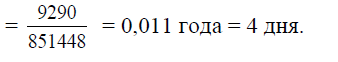 = 9290 / 851448 = 0,011 года = 4 дня.